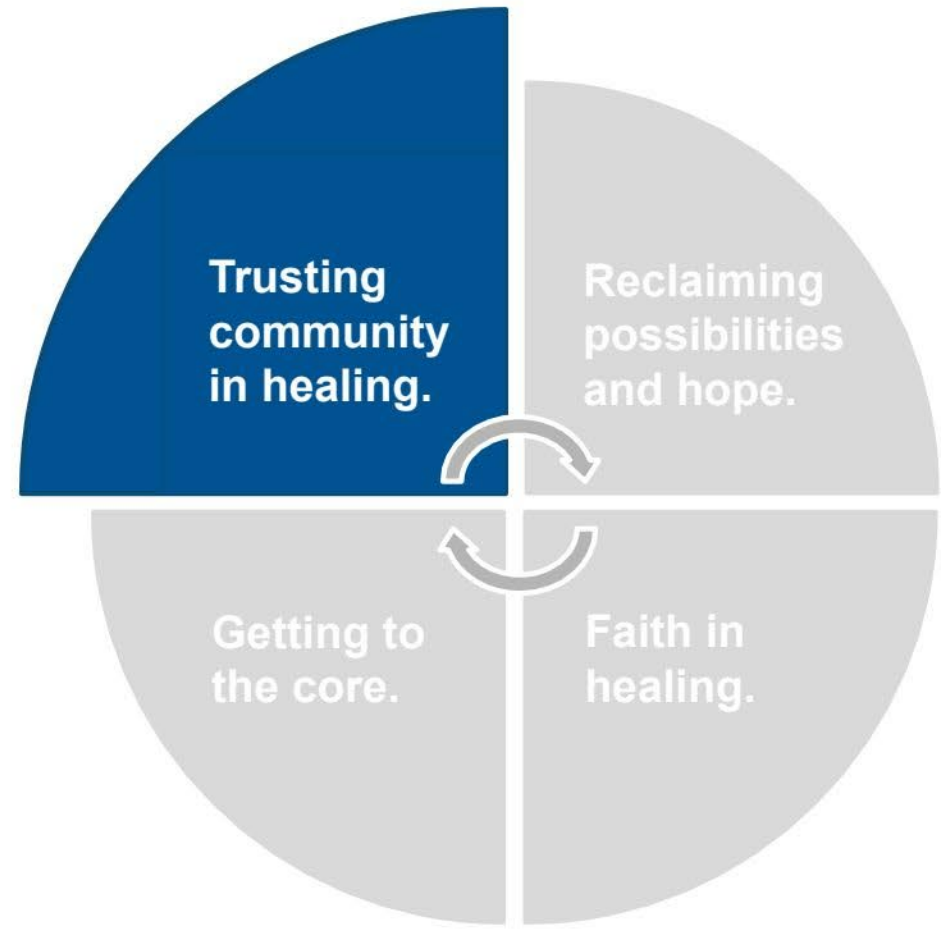 Trusting
community
in healing.
Reclaiming
possibilities
and hope.
Getting to
the core.
Faith in
healing.